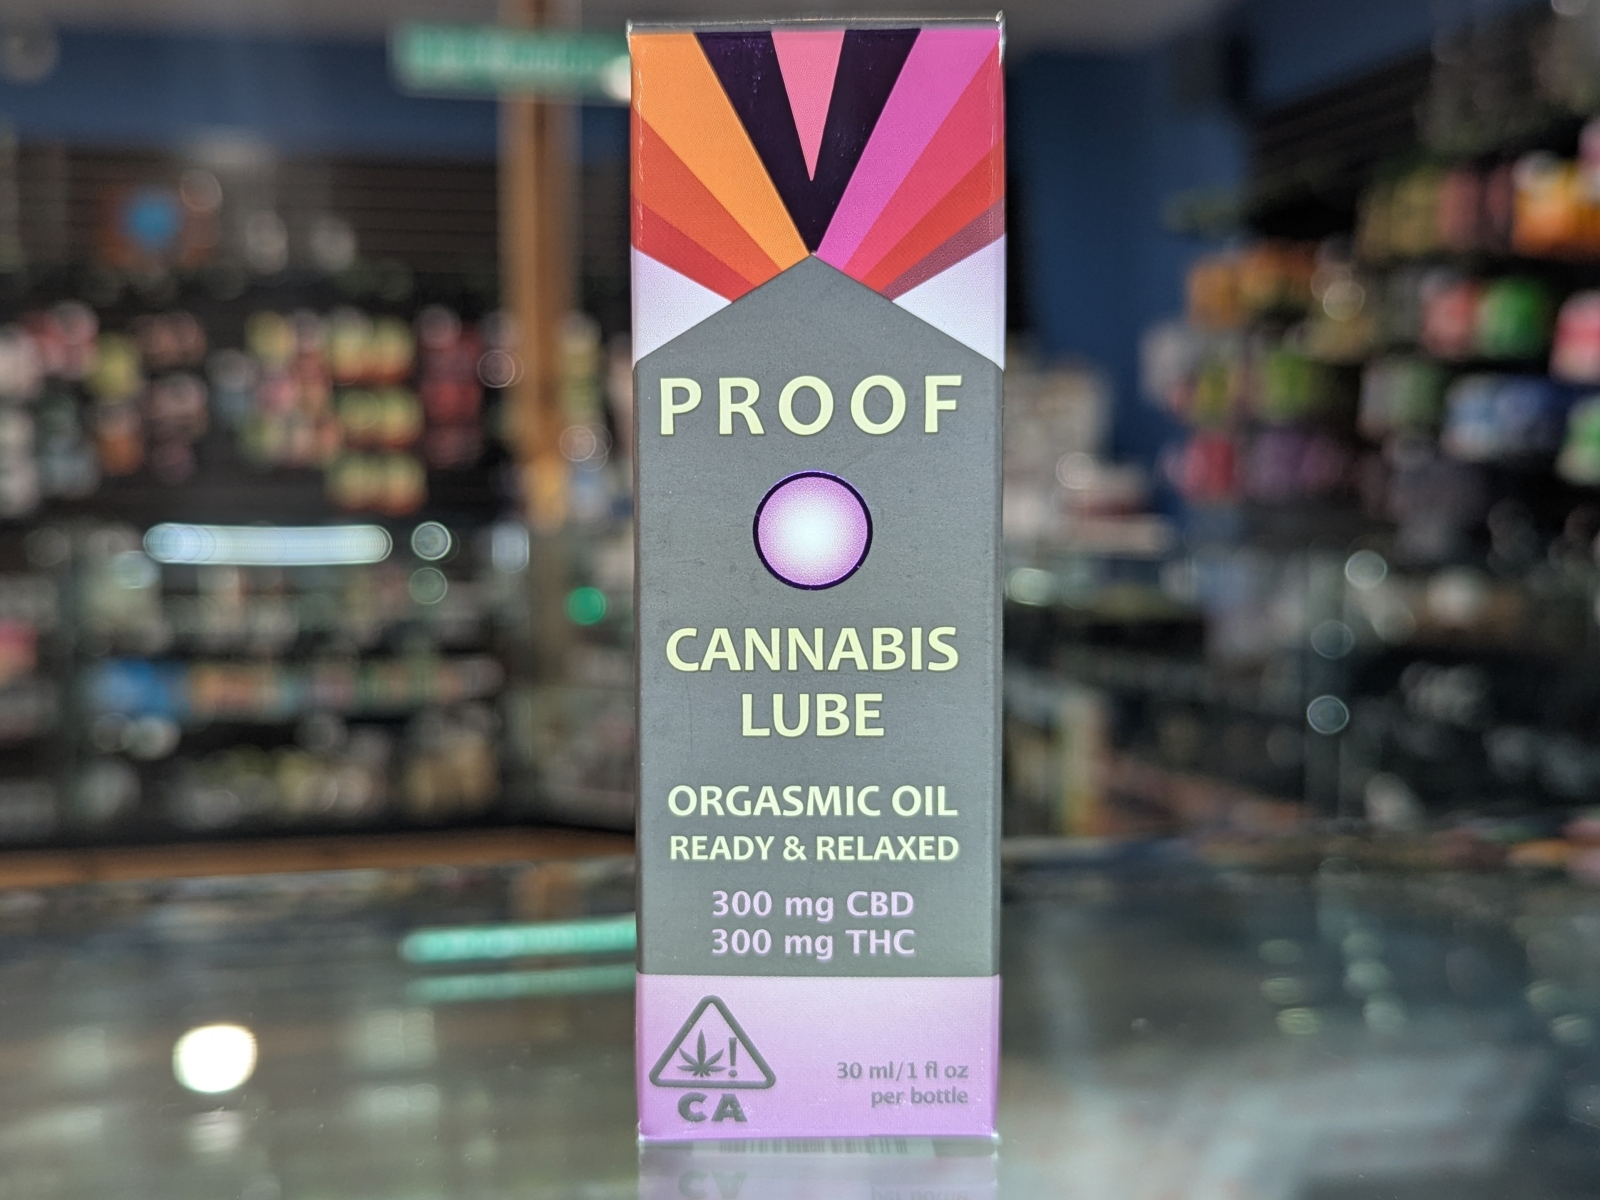 PROOF
CANNABIS
LUBE
ORGASMIC OIL
READY & RELAXED
300 mg CBD
300 mg THC
!
CA
30 ml/1 fl oz
per bottle